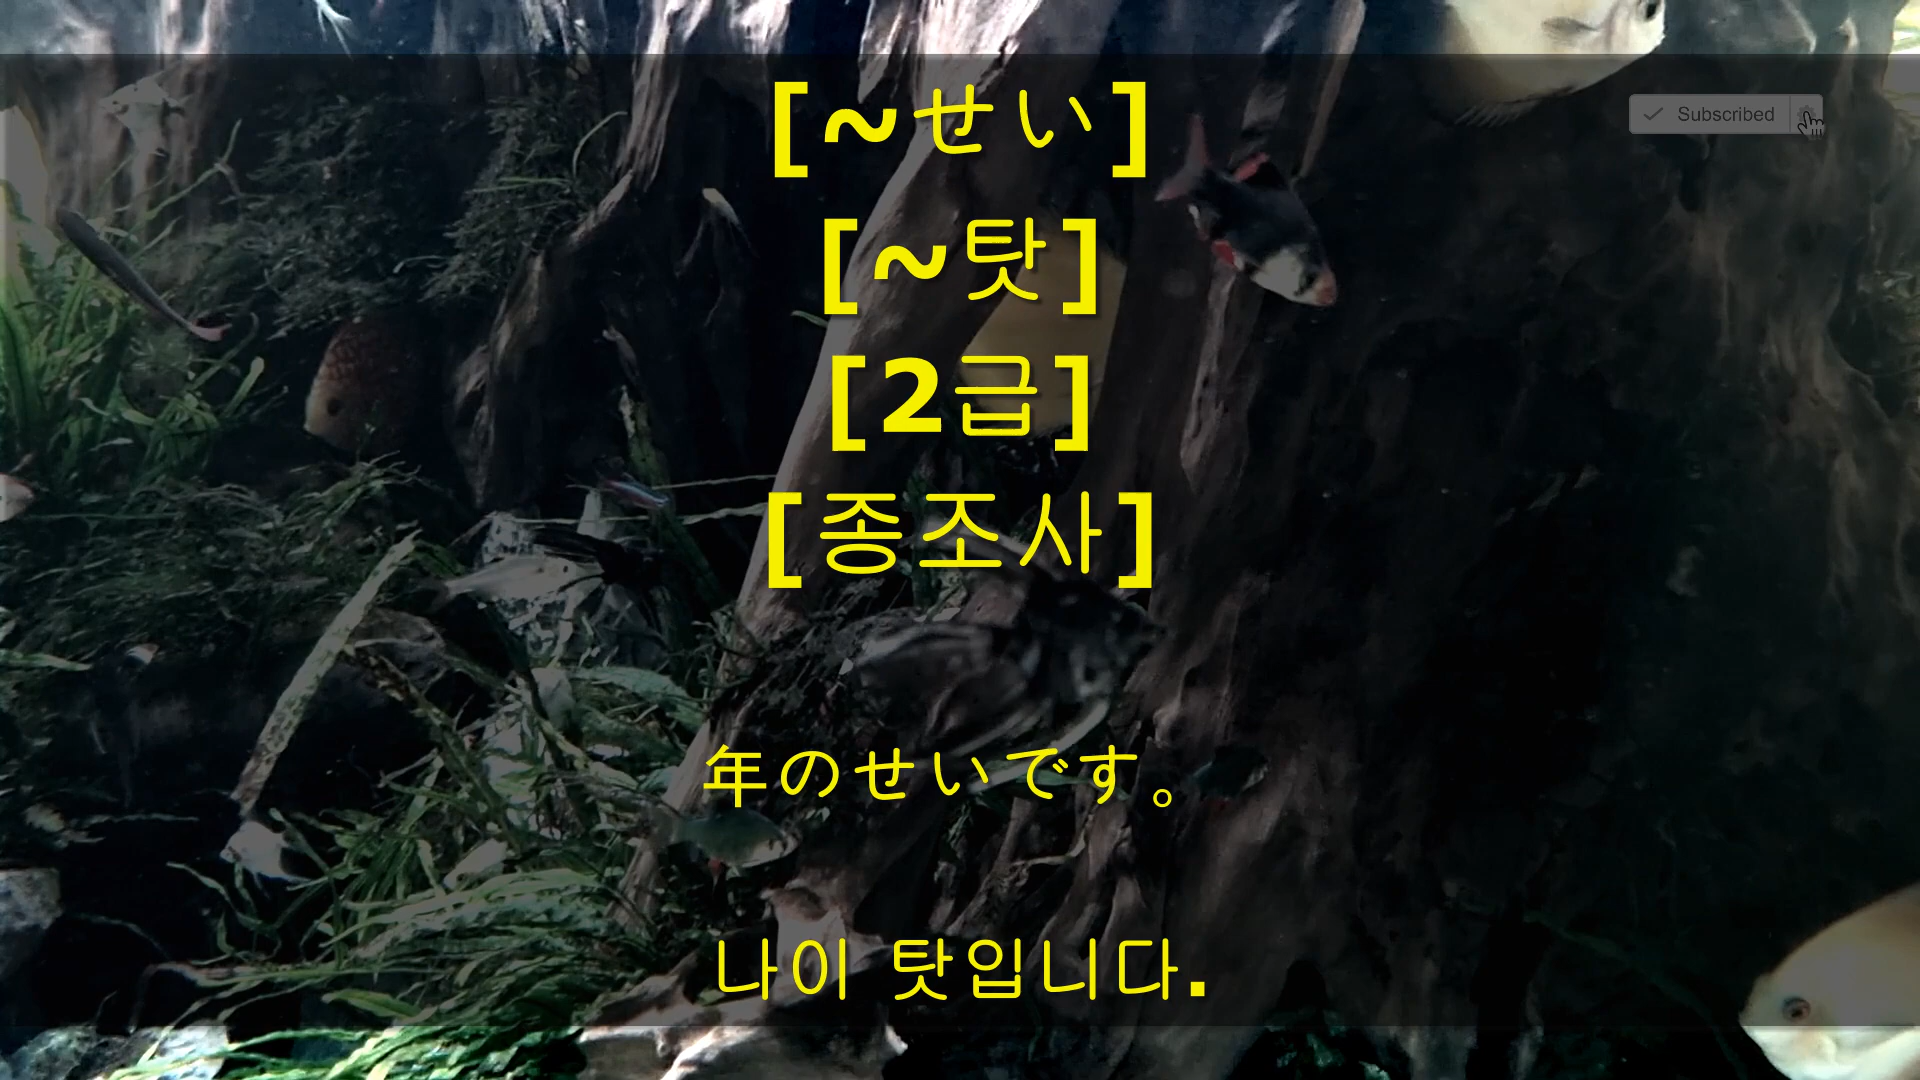 [~せい]
Subscribed
[~탓]
[2급]
[종조사]
年のせいです。
나이 탓입니다.